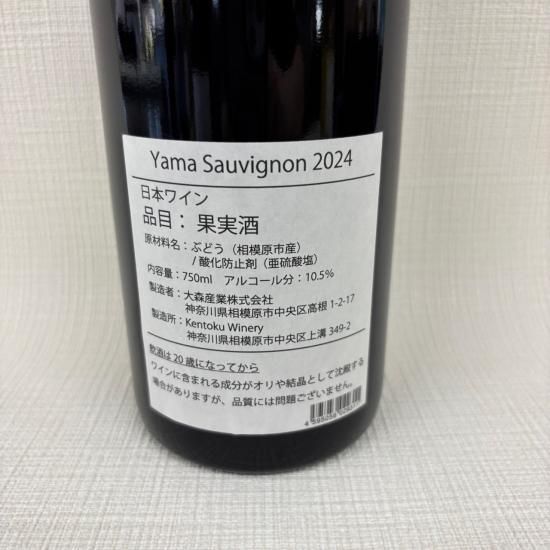 Yama Sauvignon 2024
日本ワイン
品目： 果実酒
原材料名：ぶどう（相模原市産）
/ 酸化防止剤（亜硫酸塩）
内容量：750ml　アルコール分：10.5%
製造者：大森産業株式会社
神奈川県相模原市中央区高根 1-2-17
製造所：Kentoku Winery
神奈川県相模原市中央区上溝 349-2
飲酒は 20 歳になってから
ワインに含まれる成分がオリや結晶として沈殿する
場合がありますが、品質には問題ございません。